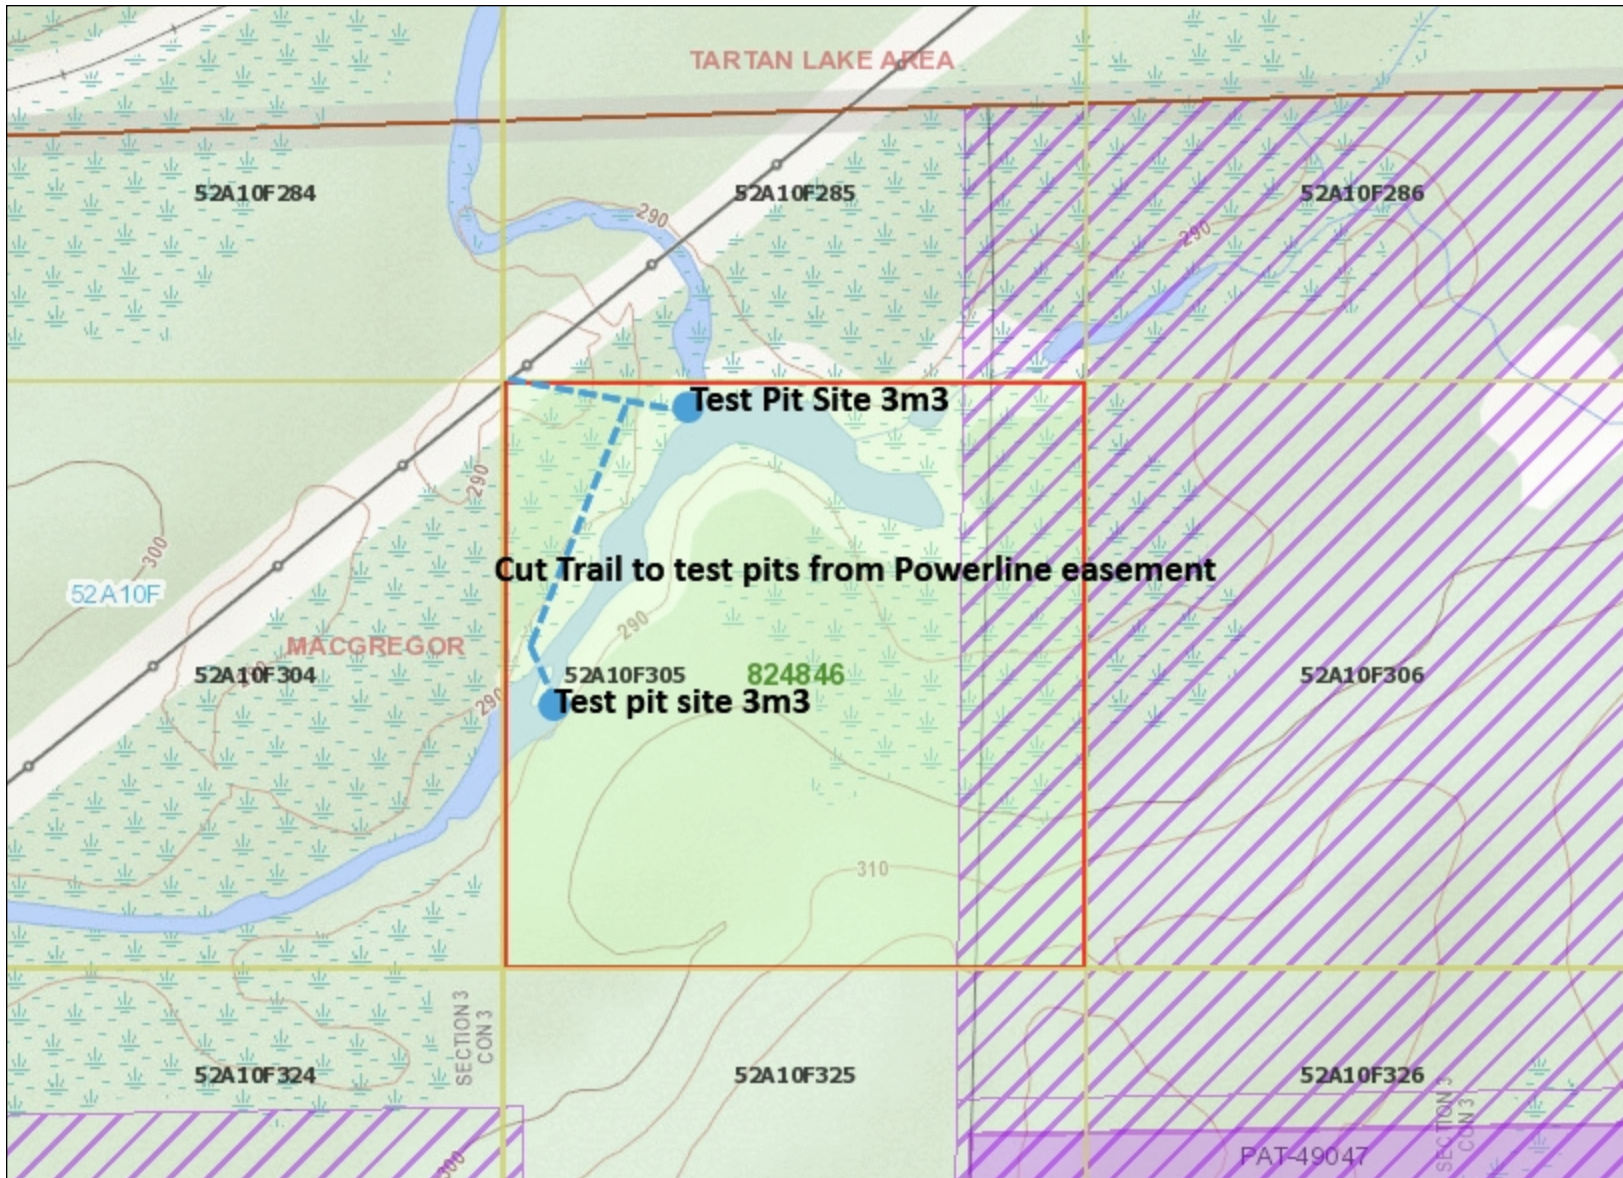 TARTAN LAKE AREA
52A10F284
52A10F285
52A10F286
290
290
Test Pit Site 3m3
290
300
Cut Trail to test pits from Powerline easement
52A10F
290
MACGREGOR
52A10F304
52A10F305
824846
52A10F306
290
Test pit site 3m3
310
SECTION 3
CON 3
52A10F324
52A10F325
52A10F326
SECTION 3
CON 3
300
PAT-49047